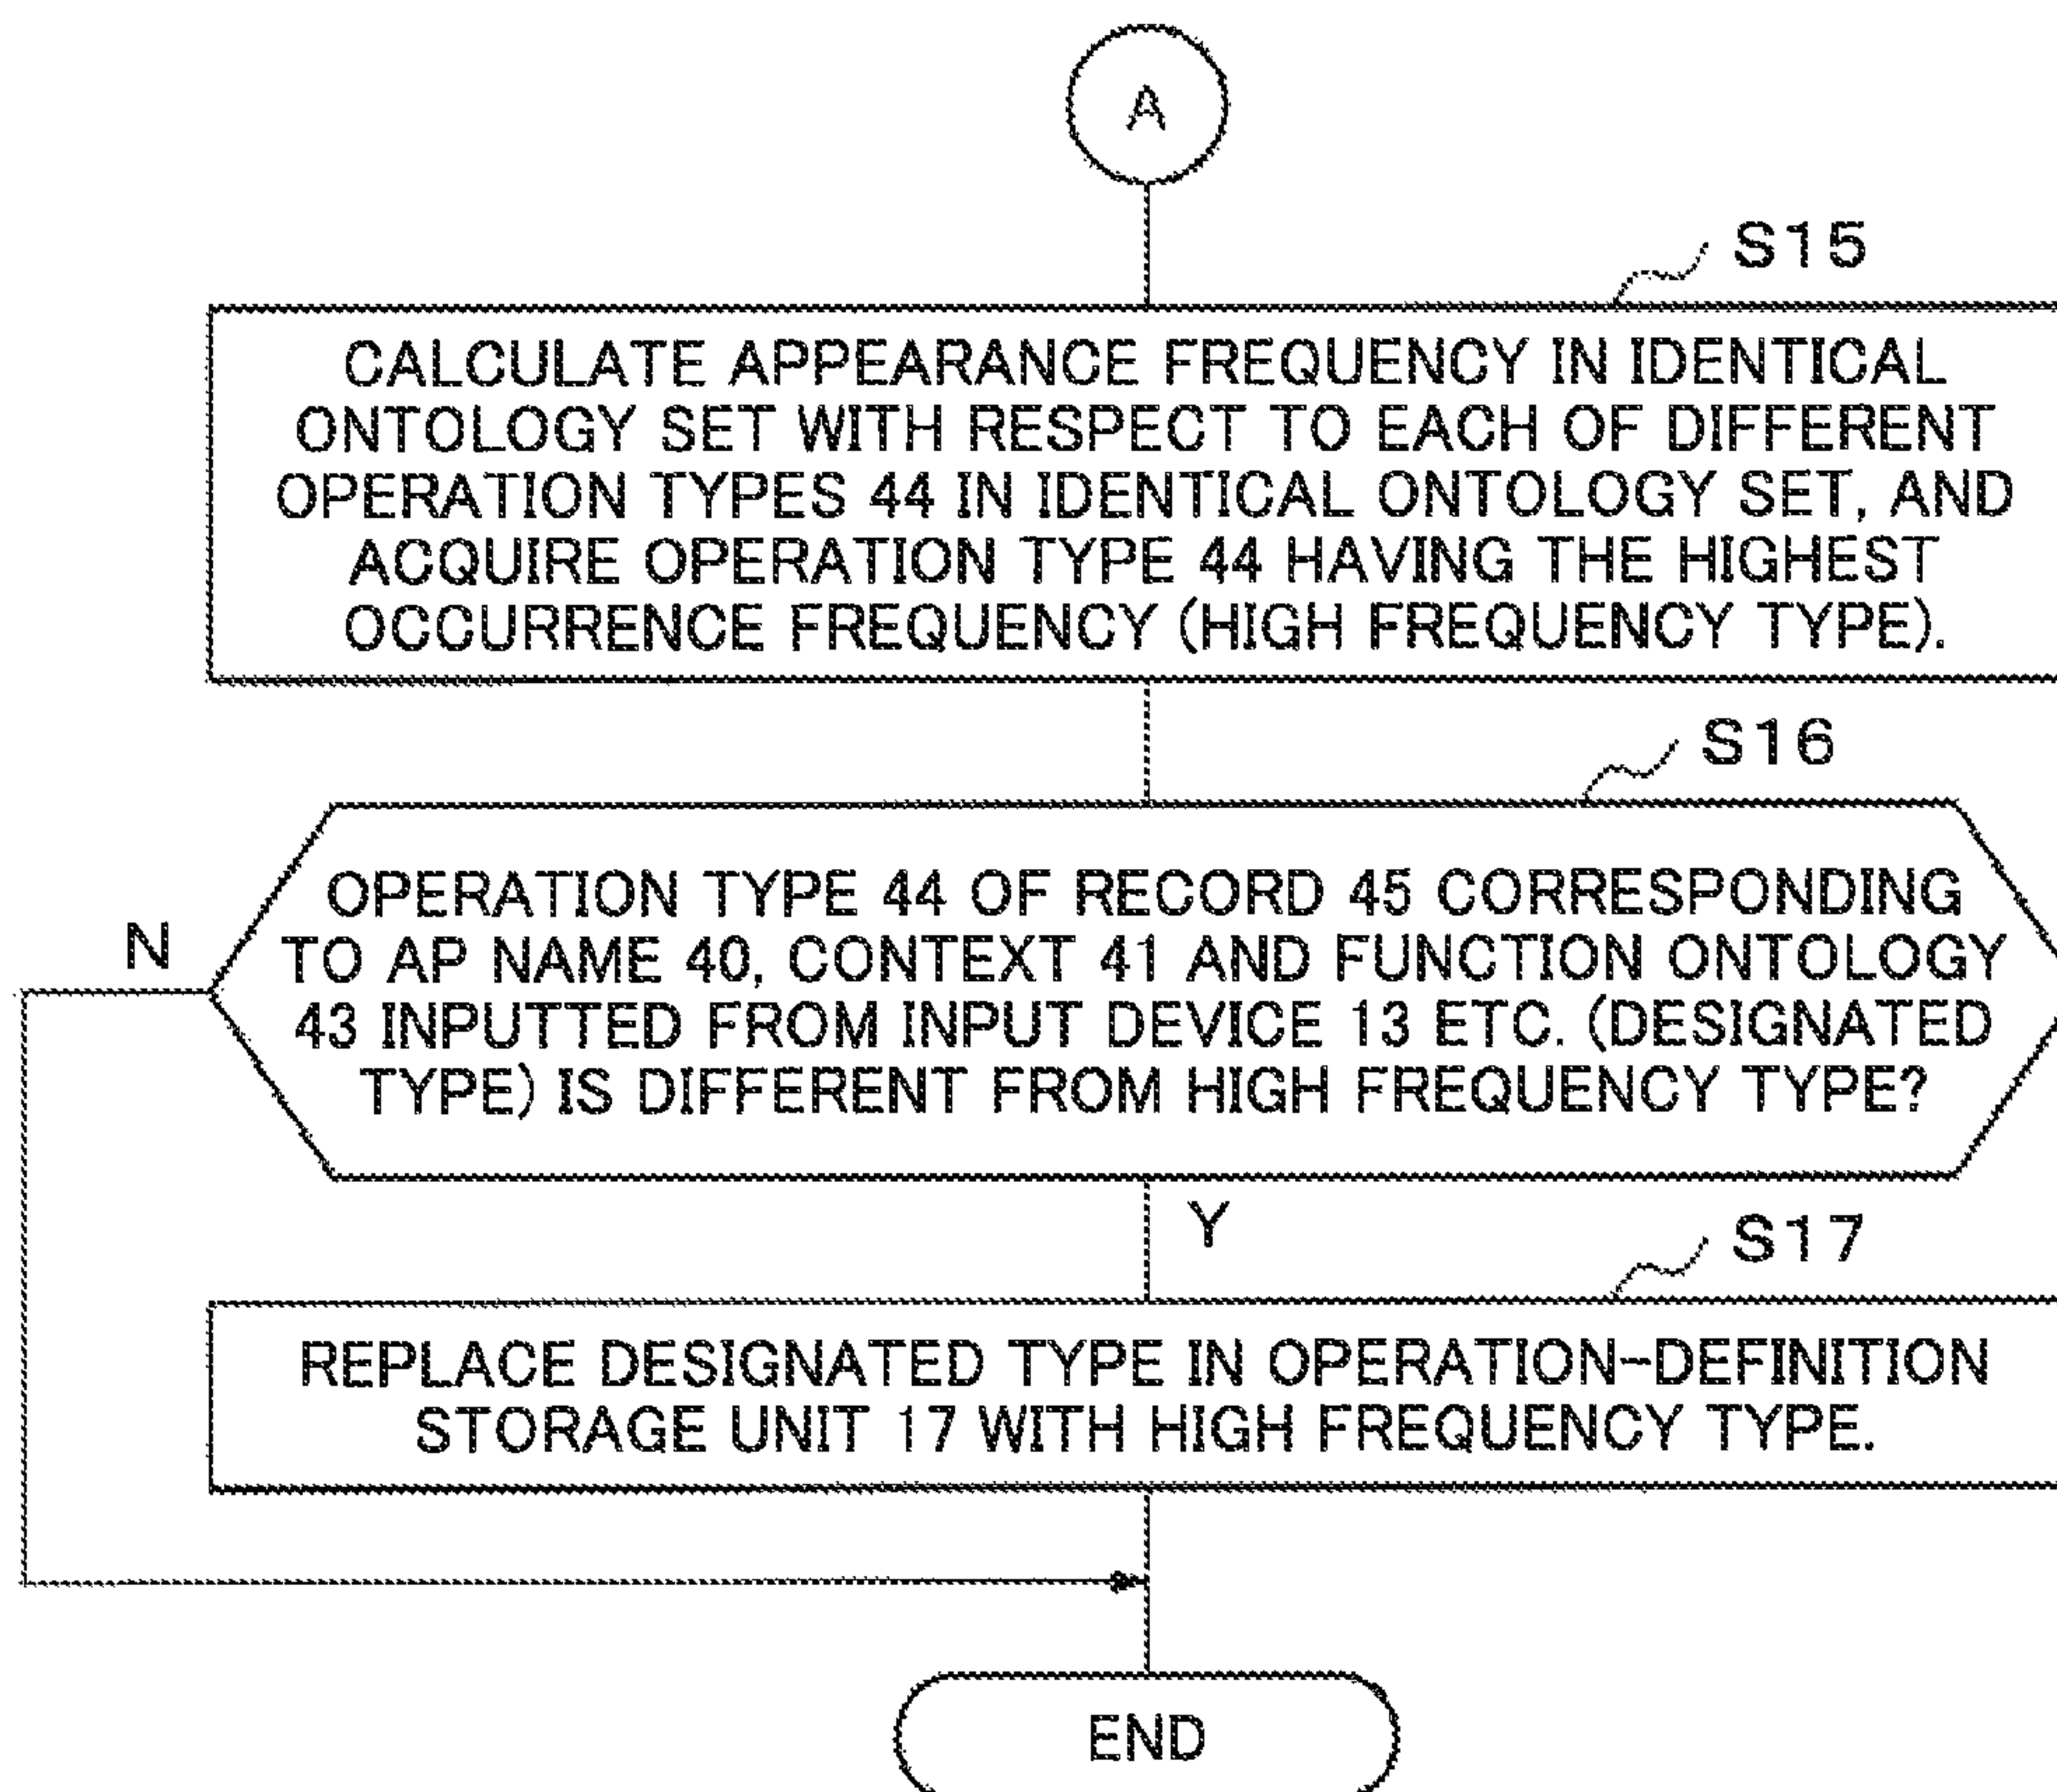 A
S15
CALCULATE APPEARANCE FREQUENCY IN IDENTICAL
ONTOLOGY SET WITH RESPECT TO EACH OF DIFFERENT
OPERATION TYPES 44 IN IDENTICAL ONTOLOGY SET, AND
ACQUIRE OPERATION TYPE 44 HAVING THE HIGHEST
OCCURRENCE FREQUENCY (HIGH FREQUENCY TYPE).
S16
OPERATION TYPE 44 OF RECORD 45 CORRESPONDING
TO AP NAME 40, CONTEXT 41 AND FUNCTION ONTOLOGY
43 INPUTTED FROM INPUT DEVICE 13 ETC. (DESIGNATED
TYPE) IS DIFFERENT FROM HIGH FREQUENCY TYPE?
N
Y
S17
REPLACE DESIGNATED TYPE IN OPERATION-DEFINITION
STORAGE UNIT 17 WITH HIGH FREQUENCY TYPE.
END